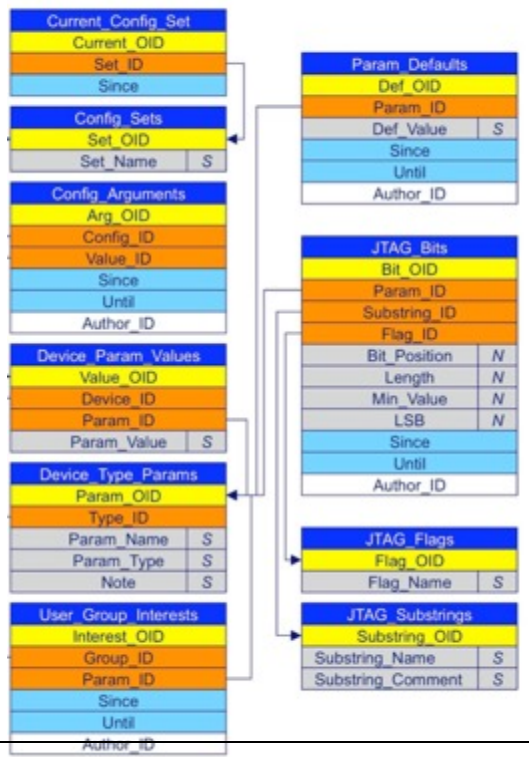 Current_Config_Set
Current_OID
Set_ID
Since
Config_Sets
Set_OID
Set_Name S
Config_Arguments
Arg_OID
Config_ID
Value_ID
Since
Until
Author_ID
Device_Param_Values
Value_OID
Device_ID
Param_ID
Param_Value S
Device_Type_Params
Param_OID
Type_ID
Param_Name S
Param_Type S
Note S
User_Group_Interests
Interest_OID
Group_ID
Param_ID
Since
Until
Author_ID
Param_Defaults
Def_OID
Param_ID
Def_Value S
Since
Until
Author_ID
JTAG_Bits
Bit_OID
Param_ID
Substring_ID
Flag_ID
Bit_Position N
Length N
Min_Value N
LSB N
Since
Until
Author_ID
JTAG_Flags
Flag_OID
Flag_Name S
JTAG_Substrings
Substring_OID
Substring_Name S
Substring_Comment S